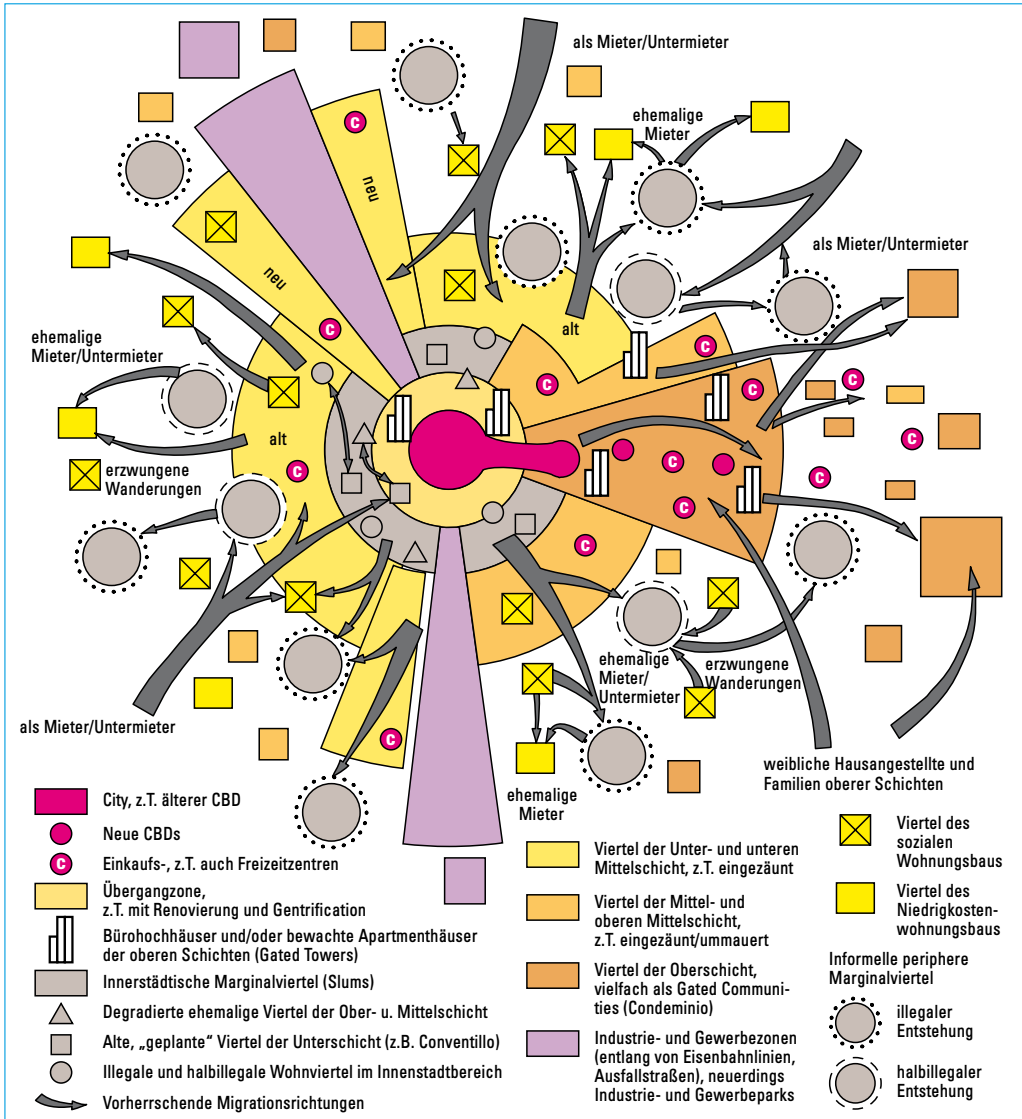 als Mieter/Untermieter
ehemalige
Mieter
C
neu
als Mieter/Untermieter
neu
alt
C
C
ehemalige
Mieter/Untermieter
C
C
C
alt
erzwungene
Wanderungen
C
C
C
C
C
C
ehemalige
Mieter/
Untermieter
erzwungene
Wanderungen
als Mieter/Untermieter
C
weibliche Hausangestellte und
Familien oberer Schichten
ehemalige
Mieter
City, z.T. älterer CBD
Neue CBDs
C
Einkaufs-, z.T. auch Freizeitzentren
Übergangzone,
z.T. mit Renovierung und Gentrification
Bürohochhäuser und/oder bewachte Apartmenthäuser
der oberen Schichten (Gated Towers)
Innerstädtische Marginalviertel (Slums)
Degradierte ehemalige Viertel der Ober- u. Mittelschicht
Alte, „geplante" Viertel der Unterschicht (z.B. Conventillo)
Illegale und halbillegale Wohnviertel im Innenstadtbereich
Vorherrschende Migrationsrichtungen
Viertel der Unter- und unteren
Mittelschicht, z.T. eingezäunt
Viertel der Mittel- und
oberen Mittelschicht,
z.T. eingezäunt/ummauert
Viertel der Oberschicht,
vielfach als Gated Communi-
ties (Condeminio)
Industrie- und Gewerbezonen
(entlang von Eisenbahnlinien,
Ausfallstraßen), neuerdings
Industrie- und Gewerbeparks
Viertel des
sozialen
Wohnungsbaus
Viertel des
Niedrigkosten-
wohnungsbaus
Informelle periphere
Marginalviertel
illegaler
Entstehung
halbillegaler
Entstehung